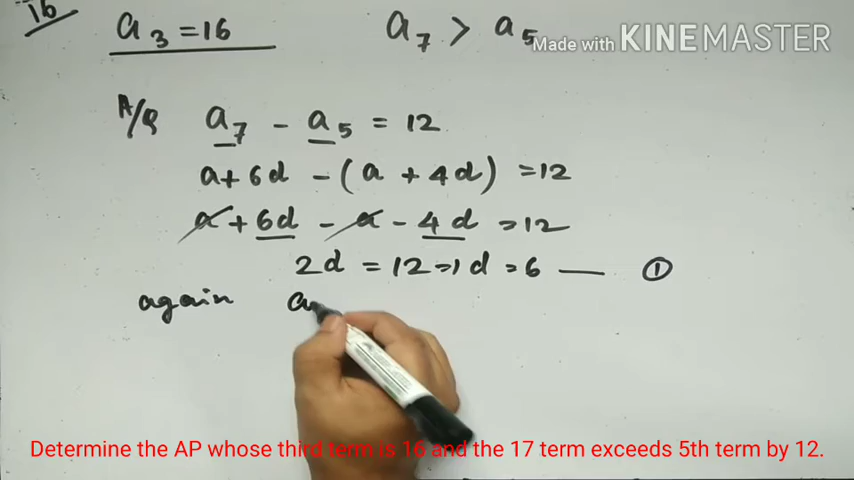 16
a3 = 16 a7 > a5
Made with KINEMASTER
A/Q a7 - a5 = 12
a + 6d - (a + 4d) = 12
a + 6d - a - 4d = 12
2d = 12 => d = 6 — ①
again a
Determine the AP whose third term is 16 and the 17 term exceeds 5th term by 12.